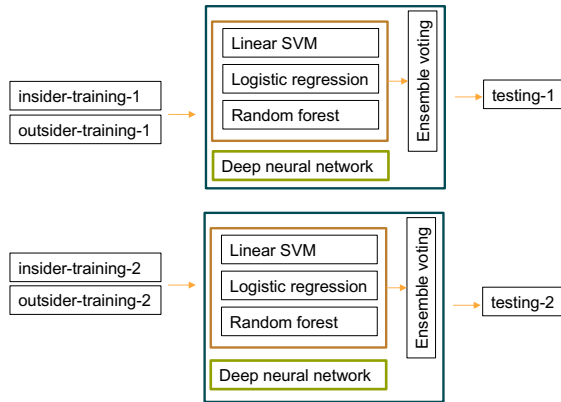 Linear SVM
Logistic regression
Random forest
Deep neural network
Ensemble voting
insider-training-1
outsider-training-1
testing-1
Linear SVM
Logistic regression
Random forest
Deep neural network
Ensemble voting
insider-training-2
outsider-training-2
testing-2